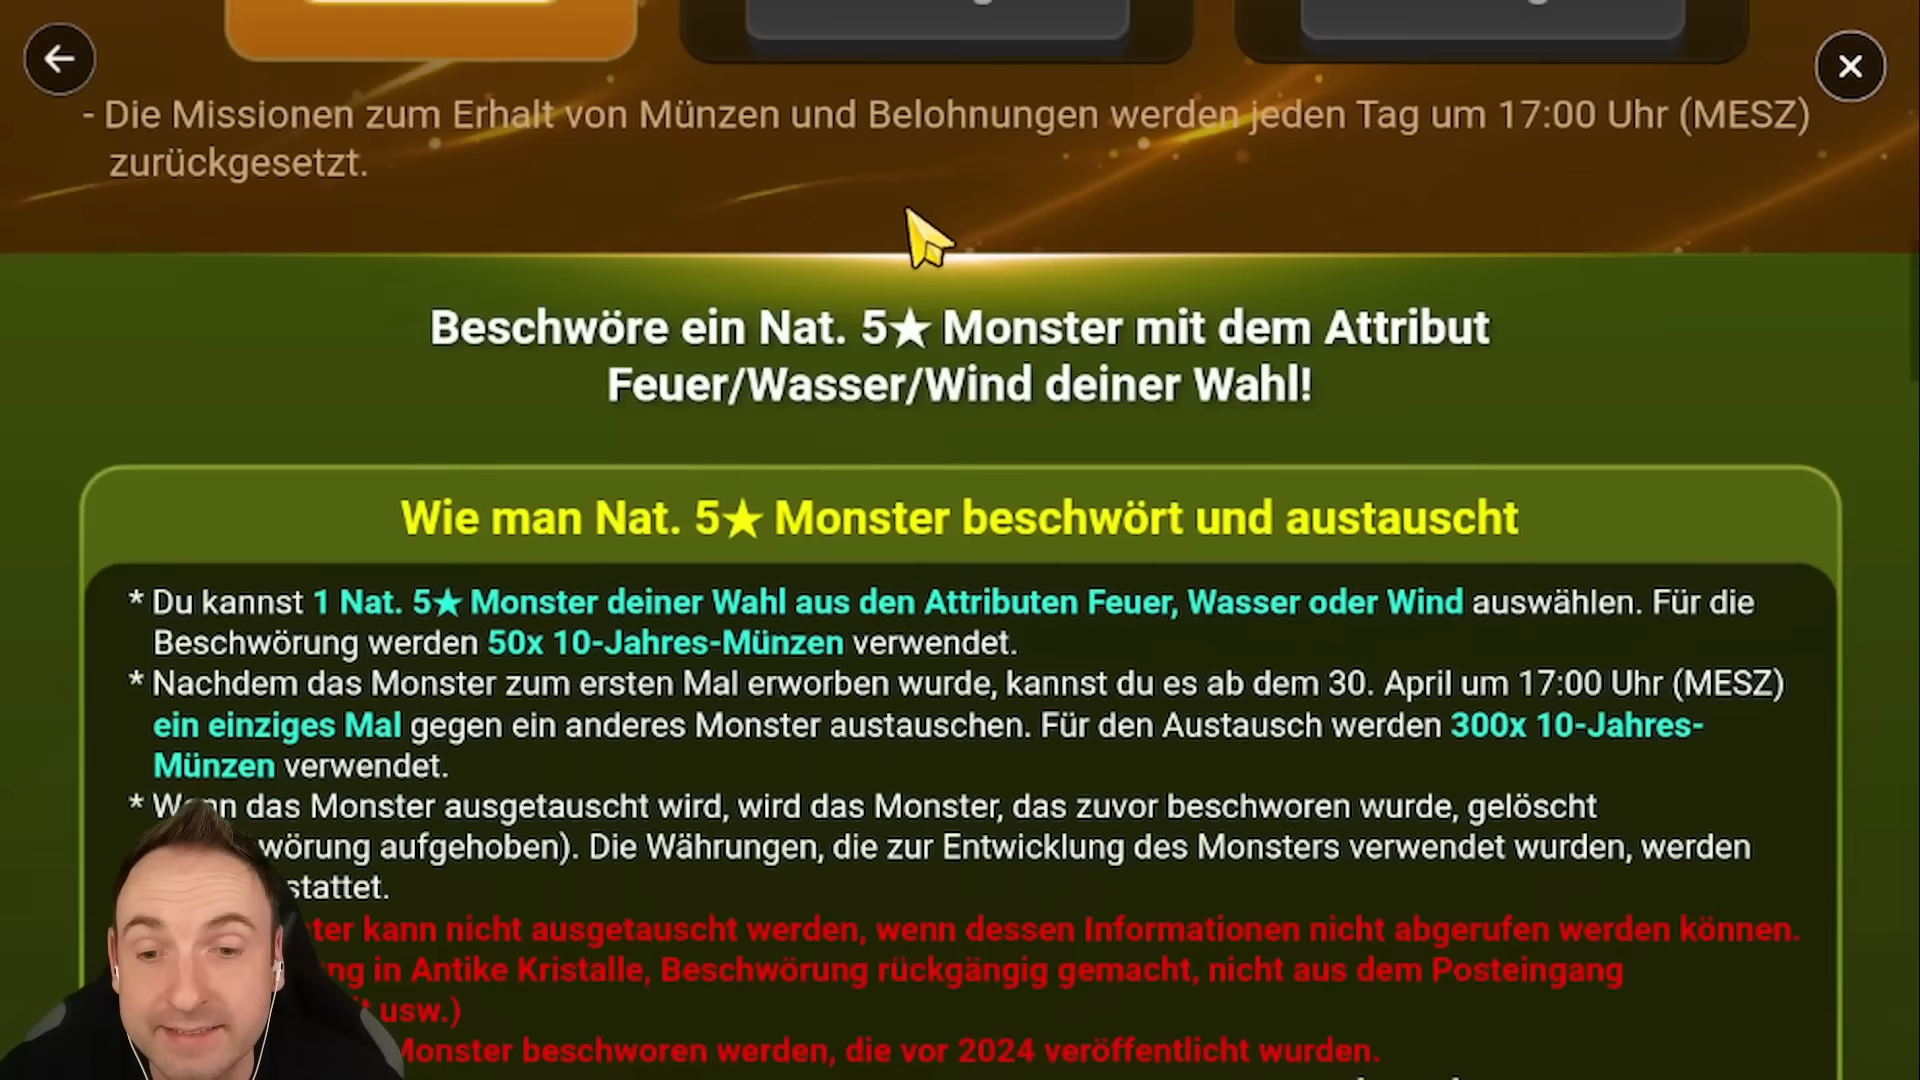 - Die Missionen zum Erhalt von Münzen und Belohnungen werden jeden Tag um 17:00 Uhr (MESZ)
zurückgesetzt.
Beschwöre ein Nat. 5★ Monster mit dem Attribut
Feuer/Wasser/Wind deiner Wahl!
Wie man Nat. 5★ Monster beschwört und austauscht
* Du kannst 1 Nat. 5★ Monster deiner Wahl aus den Attributen Feuer, Wasser oder Wind auswählen. Für die
Beschwörung werden 50x 10-Jahres-Münzen verwendet.
* Nachdem das Monster zum ersten Mal erworben wurde, kannst du es ab dem 30. April um 17:00 Uhr (MESZ)
ein einziges Mal gegen ein anderes Monster austauschen. Für den Austausch werden 300x 10-Jahres-
Münzen verwendet.
* Wenn das Monster ausgetauscht wird, wird das Monster, das zuvor beschworen wurde, gelöscht
wörung aufgehoben). Die Währungen, die zur Entwicklung des Monsters verwendet wurden, werden
stattet.
ter kann nicht ausgetauscht werden, wenn dessen Informationen nicht abgerufen werden können.
ng in Antike Kristalle, Beschwörung rückgängig gemacht, nicht aus dem Posteingang
usw.)
Monster beschworen werden, die vor 2024 veröffentlicht wurden.